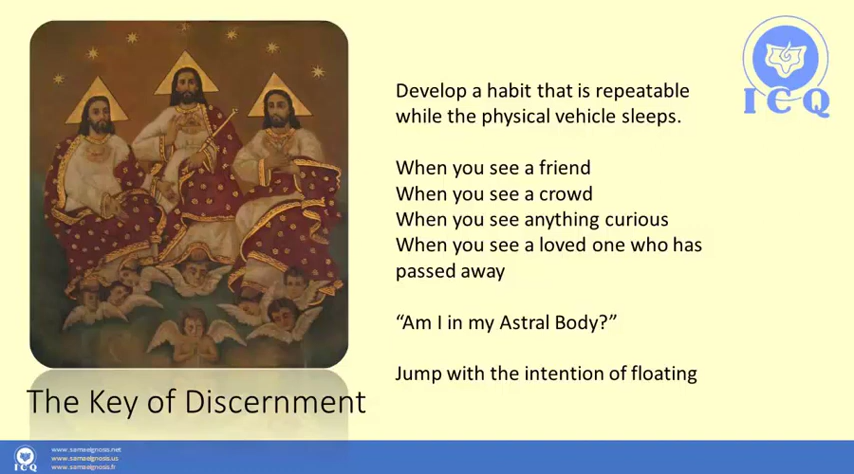 Develop a habit that is repeatable
while the physical vehicle sleeps.
When you see a friend
When you see a crowd
When you see anything curious
When you see a loved one who has
passed away
“Am I in my Astral Body?”
Jump with the intention of floating
The Key of Discernment
I C Q
ICQ
www.samaelgnosis.net
www.samaelgnosis.us
www.samaelgnosis.fr